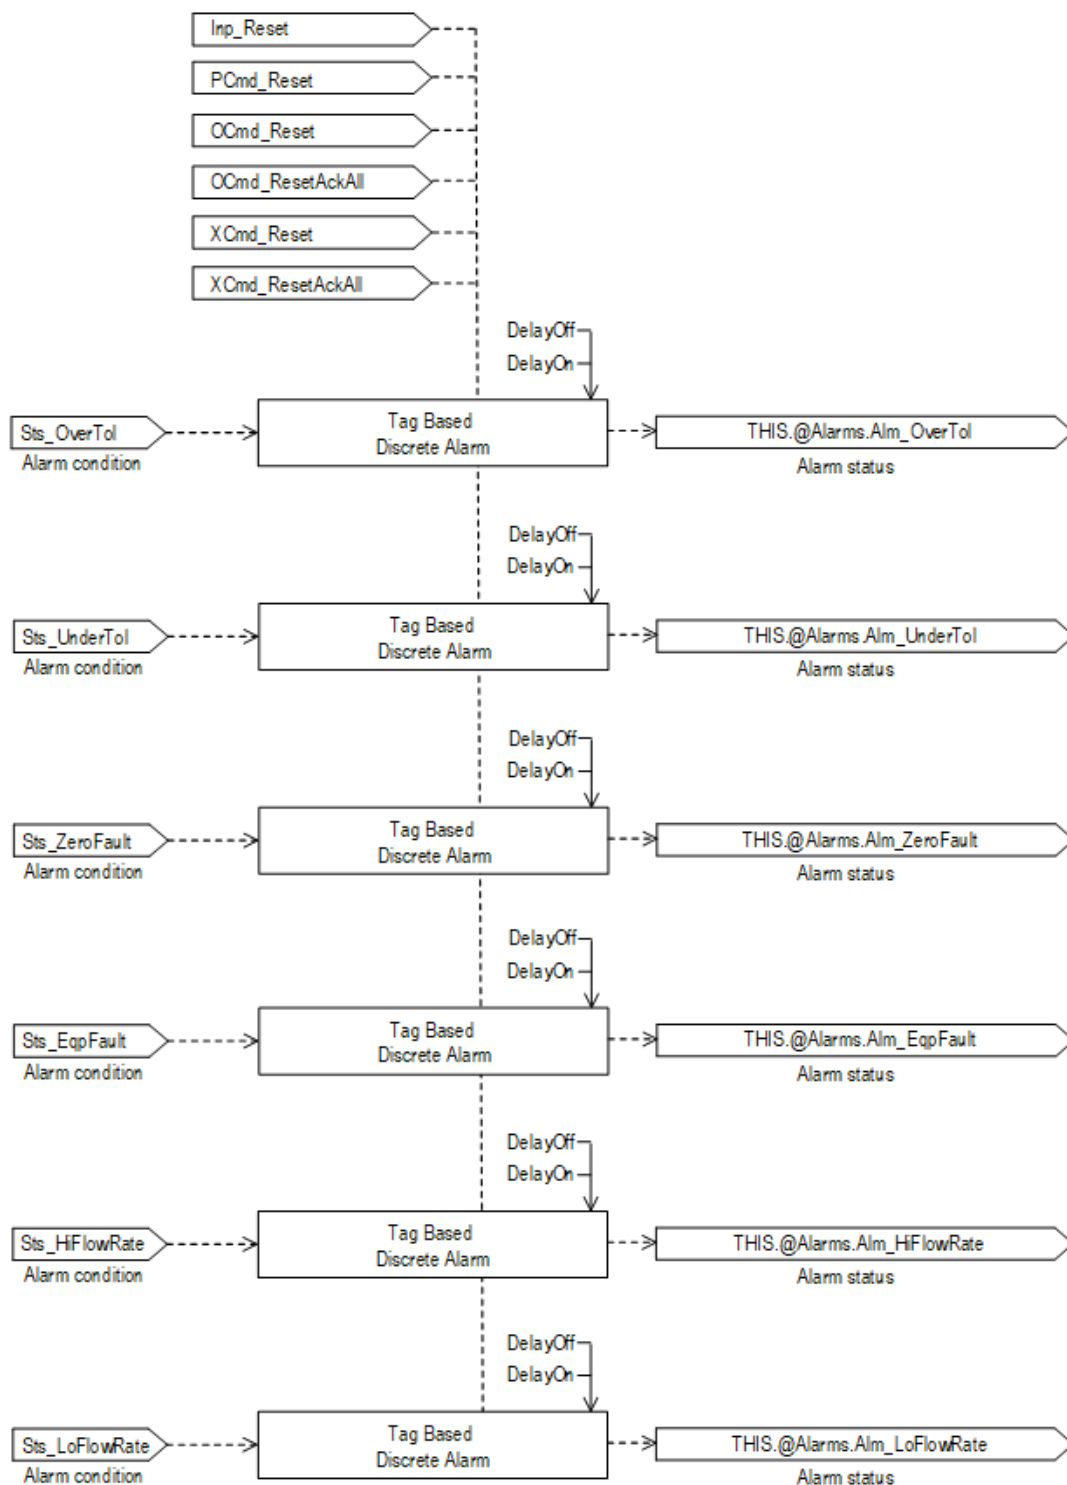 Inp_Reset
PCmd_Reset
OCmd_Reset
OCmd_ResetAckAll
XCmd_Reset
XCmd_ResetAckAll
DelayOff
DelayOn
Sts_OverTol
Alarm condition
Tag Based
Discrete Alarm
THIS.@Alarms.Alm_OverTol
Alarm status
DelayOff
DelayOn
Sts_UnderTol
Alarm condition
Tag Based
Discrete Alarm
THIS.@Alarms.Alm_UnderTol
Alarm status
DelayOff
DelayOn
Sts_ZeroFault
Alarm condition
Tag Based
Discrete Alarm
THIS.@Alarms.Alm_ZeroFault
Alarm status
DelayOff
DelayOn
Sts_EqpFault
Alarm condition
Tag Based
Discrete Alarm
THIS.@Alarms.Alm_EqpFault
Alarm status
DelayOff
DelayOn
Sts_HiFlowRate
Alarm condition
Tag Based
Discrete Alarm
THIS.@Alarms.Alm_HiFlowRate
Alarm status
DelayOff
DelayOn
Sts_LoFlowRate
Alarm condition
Tag Based
Discrete Alarm
THIS.@Alarms.Alm_LoFlowRate
Alarm status